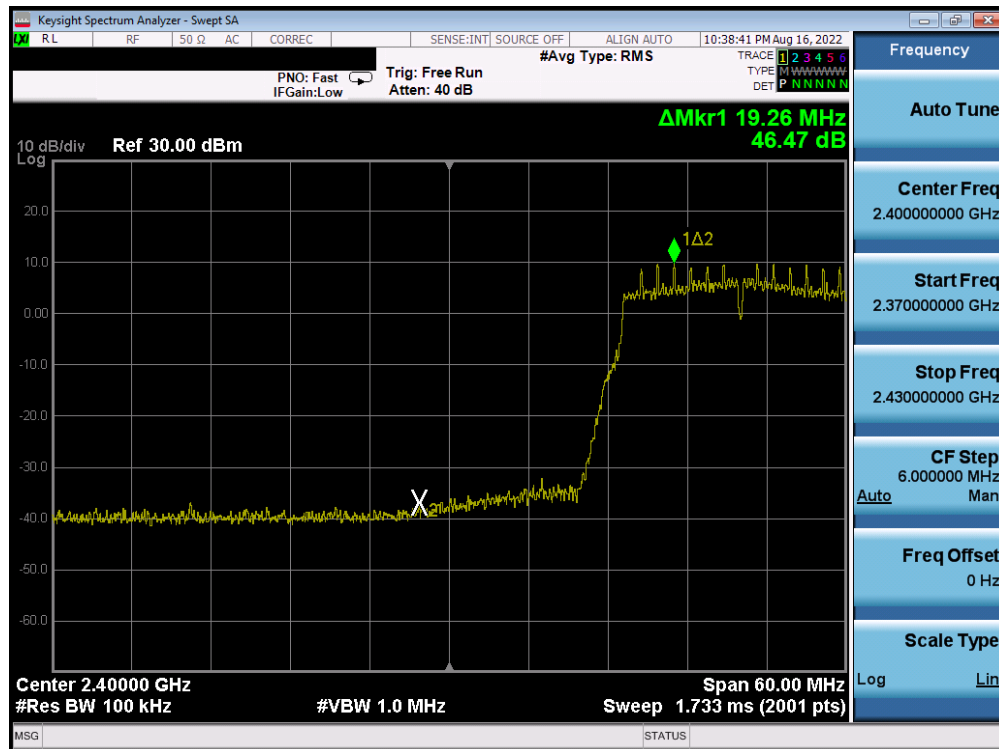 Keysight Spectrum Analyzer - Swept SA
LXI RL RF 50 Ω AC CORREC SENSE:INT SOURCE OFF ALIGN AUTO 10:38:41 PM Aug 16, 2022
#Avg Type: RMS
TRACE 1 2 3 4 5 6
TYPE M WWWWW
DET P N N N N N
PNO: Fast
IFGain:Low
Trig: Free Run
Atten: 40 dB
ΔMkr1 19.26 MHz
46.47 dB
10 dB/div
Log
Ref 30.00 dBm
20.0
10.0
0.00
-10.0
-20.0
-30.0
-40.0
-50.0
-60.0
1Δ2
X2
Center 2.40000 GHz
Span 60.00 MHz
#Res BW 100 kHz
#VBW 1.0 MHz
Sweep 1.733 ms (2001 pts)
MSG
STATUS
Frequency
Auto Tune
Center Freq
2.400000000 GHz
Start Freq
2.370000000 GHz
Stop Freq
2.430000000 GHz
CF Step
6.000000 MHz
Auto Man
Freq Offset
0 Hz
Scale Type
Log Lin